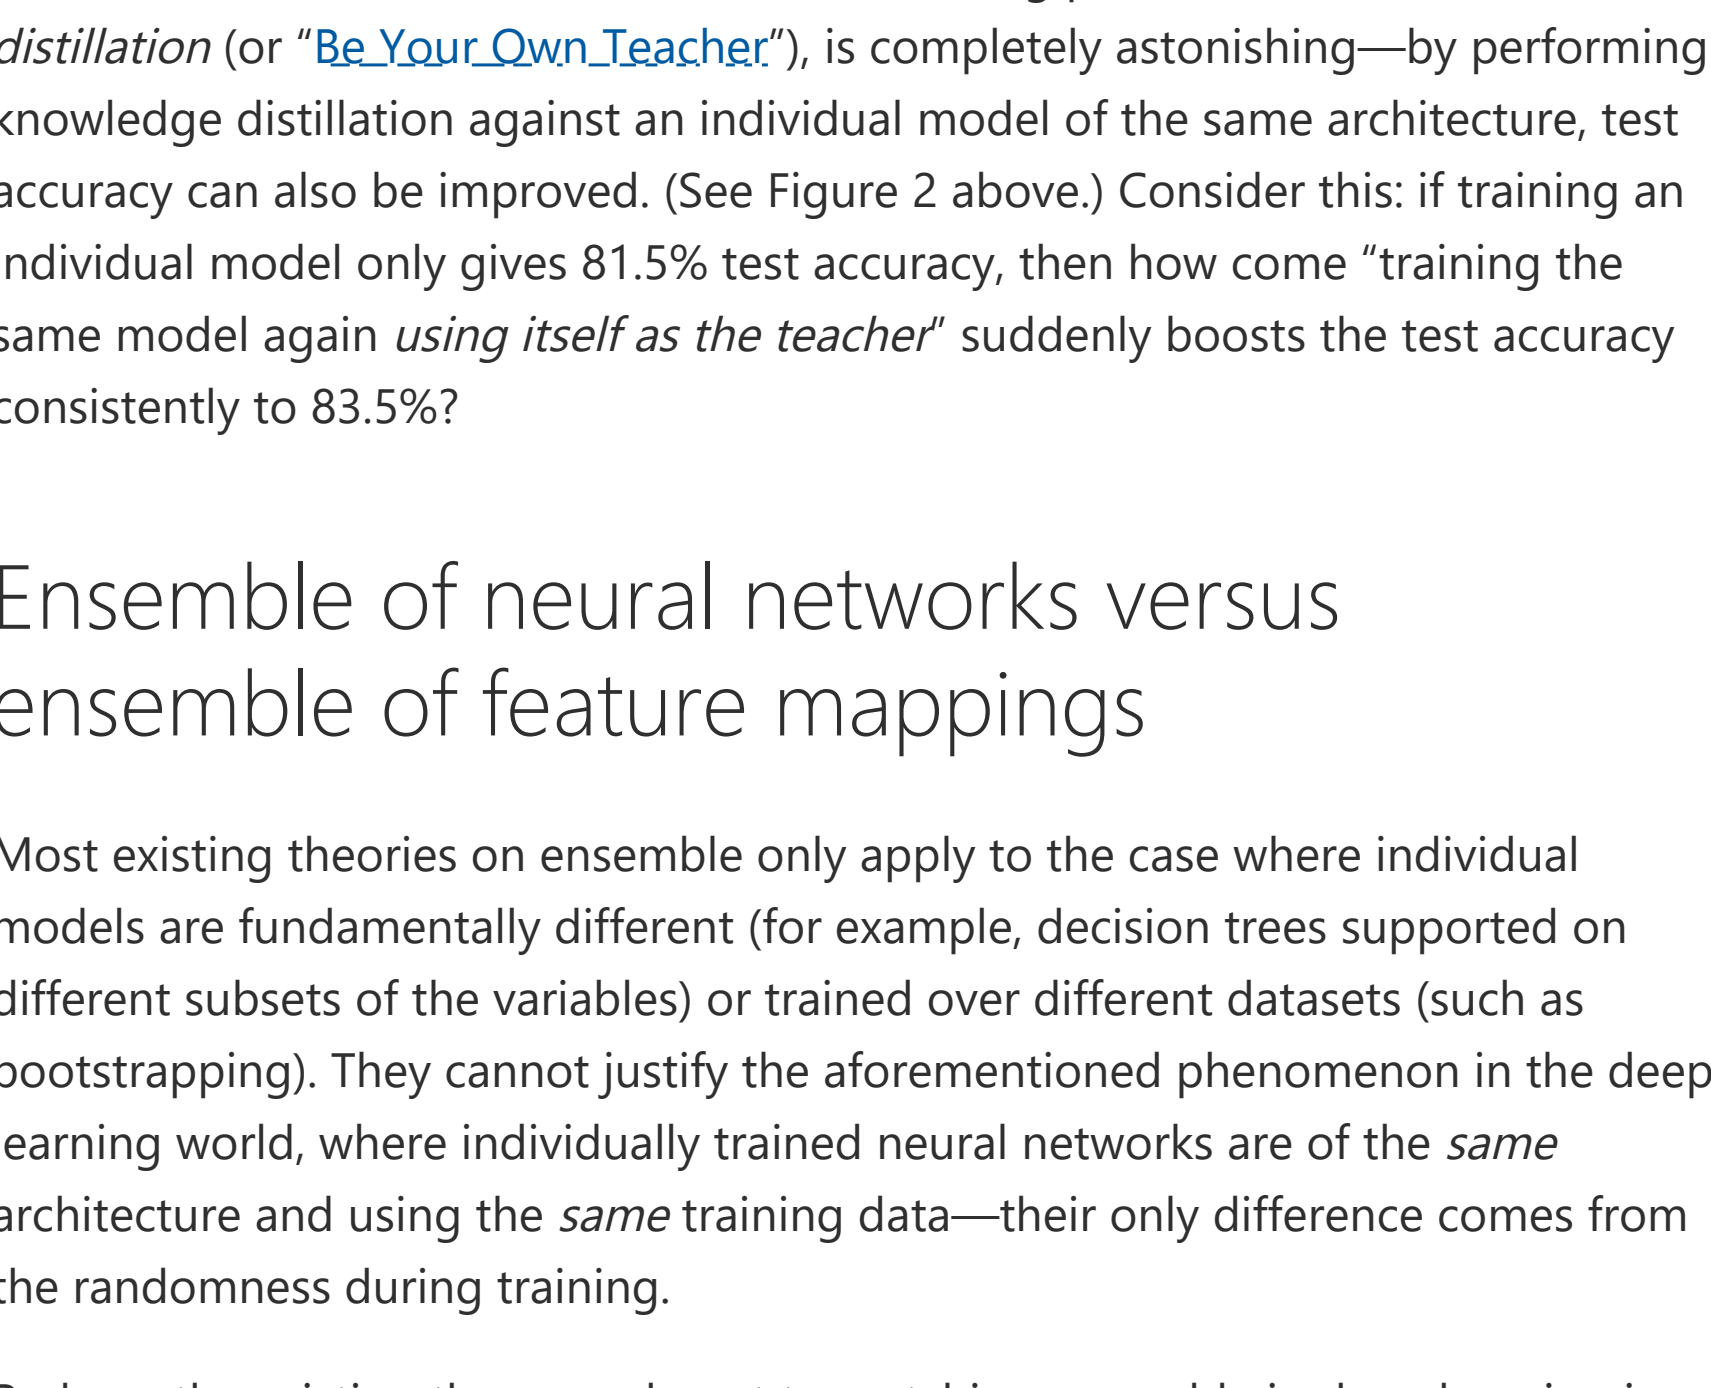 distillation (or “Be Your Own Teacher”), is completely astonishing—by performing
knowledge distillation against an individual model of the same architecture, test
accuracy can also be improved. (See Figure 2 above.) Consider this: if training an
individual model only gives 81.5% test accuracy, then how come “training the
same model again using itself as the teacher” suddenly boosts the test accuracy
consistently to 83.5%?
Ensemble of neural networks versus
ensemble of feature mappings
Most existing theories on ensemble only apply to the case where individual
models are fundamentally different (for example, decision trees supported on
different subsets of the variables) or trained over different datasets (such as
bootstrapping). They cannot justify the aforementioned phenomenon in the deep
learning world, where individually trained neural networks are of the same
architecture and using the same training data—their only difference comes from
the randomness during training.